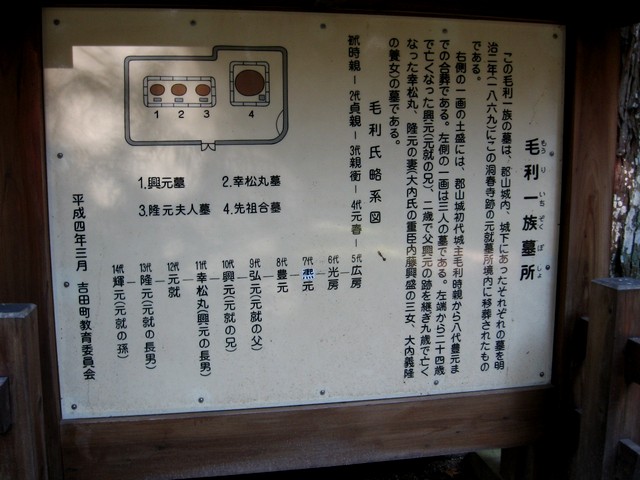 毛利一族墓所
もう り いち ぞく ぼ しょ
この毛利一族の墓は、郡山城内、城下にあったそれぞれの墓を明
治二年(一八六九)にこの洞春寺跡の元就墓所境内に移葬されたもの
である。
右側の一画の土盛には、郡山城初代城主毛利時親から八代豊元ま
での合葬である。左側の一画は三人の墓である。左端から二十四歳
で亡くなった興元(元就の兄)、二歳で父興元の跡を継ぎ九歳で亡く
なった幸松丸、隆元の妻(大内氏の重臣内藤興盛の三女、大内義隆
の養女)の墓である。
毛利氏略系図
初代時親ー2代貞親ー3代親衡ー4代元春
5代広房
6代光房
7代熙元
8代豊元
9代弘元(元就の父)
10代興元(元就の兄)
11代幸松丸(興元の長男)
12代元就
13代隆元(元就の長男)
14代輝元(元就の孫)
1 2 3 4
1.興元墓 2.幸松丸墓
3.隆元夫人墓 4.先祖合墓
平成四年三月 吉田町教育委員会